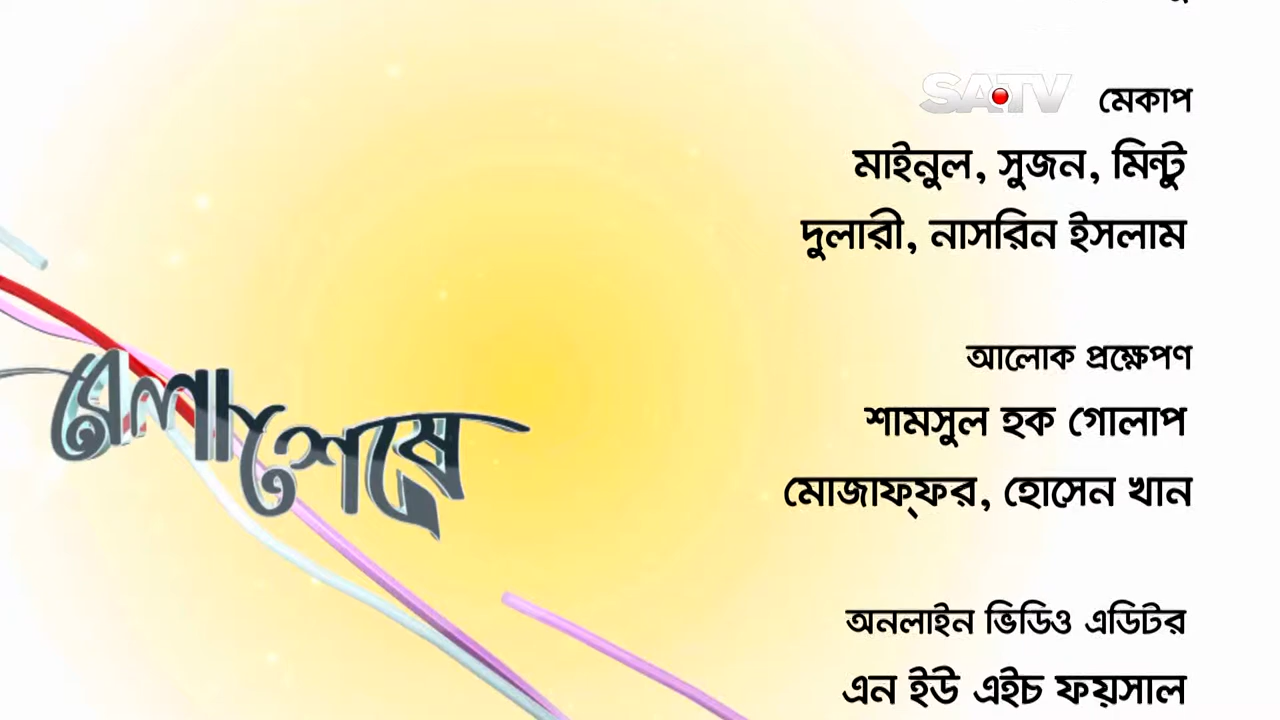 SATV
মেকাপ
মাইনুল, সুজন, মিন্টু
দুলারী, নাসরিন ইসলাম
বেলা শেষে
আলোক প্রক্ষেপণ
শামসুল হক গোলাপ
মোজাফ্‌ফর, হোসেন খান
অনলাইন ভিডিও এডিটর
এন ইউ এইচ ফয়সাল